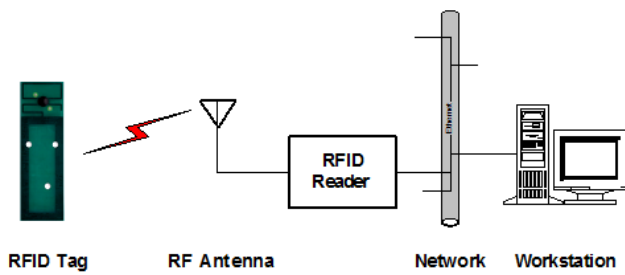 Ethernet
RFID
Reader
RFID Tag
RF Antenna
Network
Workstation